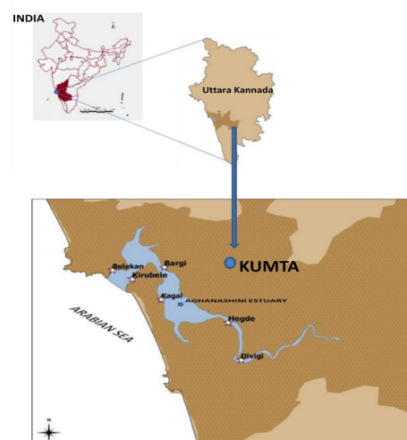 INDIA
Uttara Kannada
KUMTA
Belekan
Bargi
Kirubele
Kagal
AGHANASHINI ESTUARY
Hegde
Divigi
ARABIAN SEA